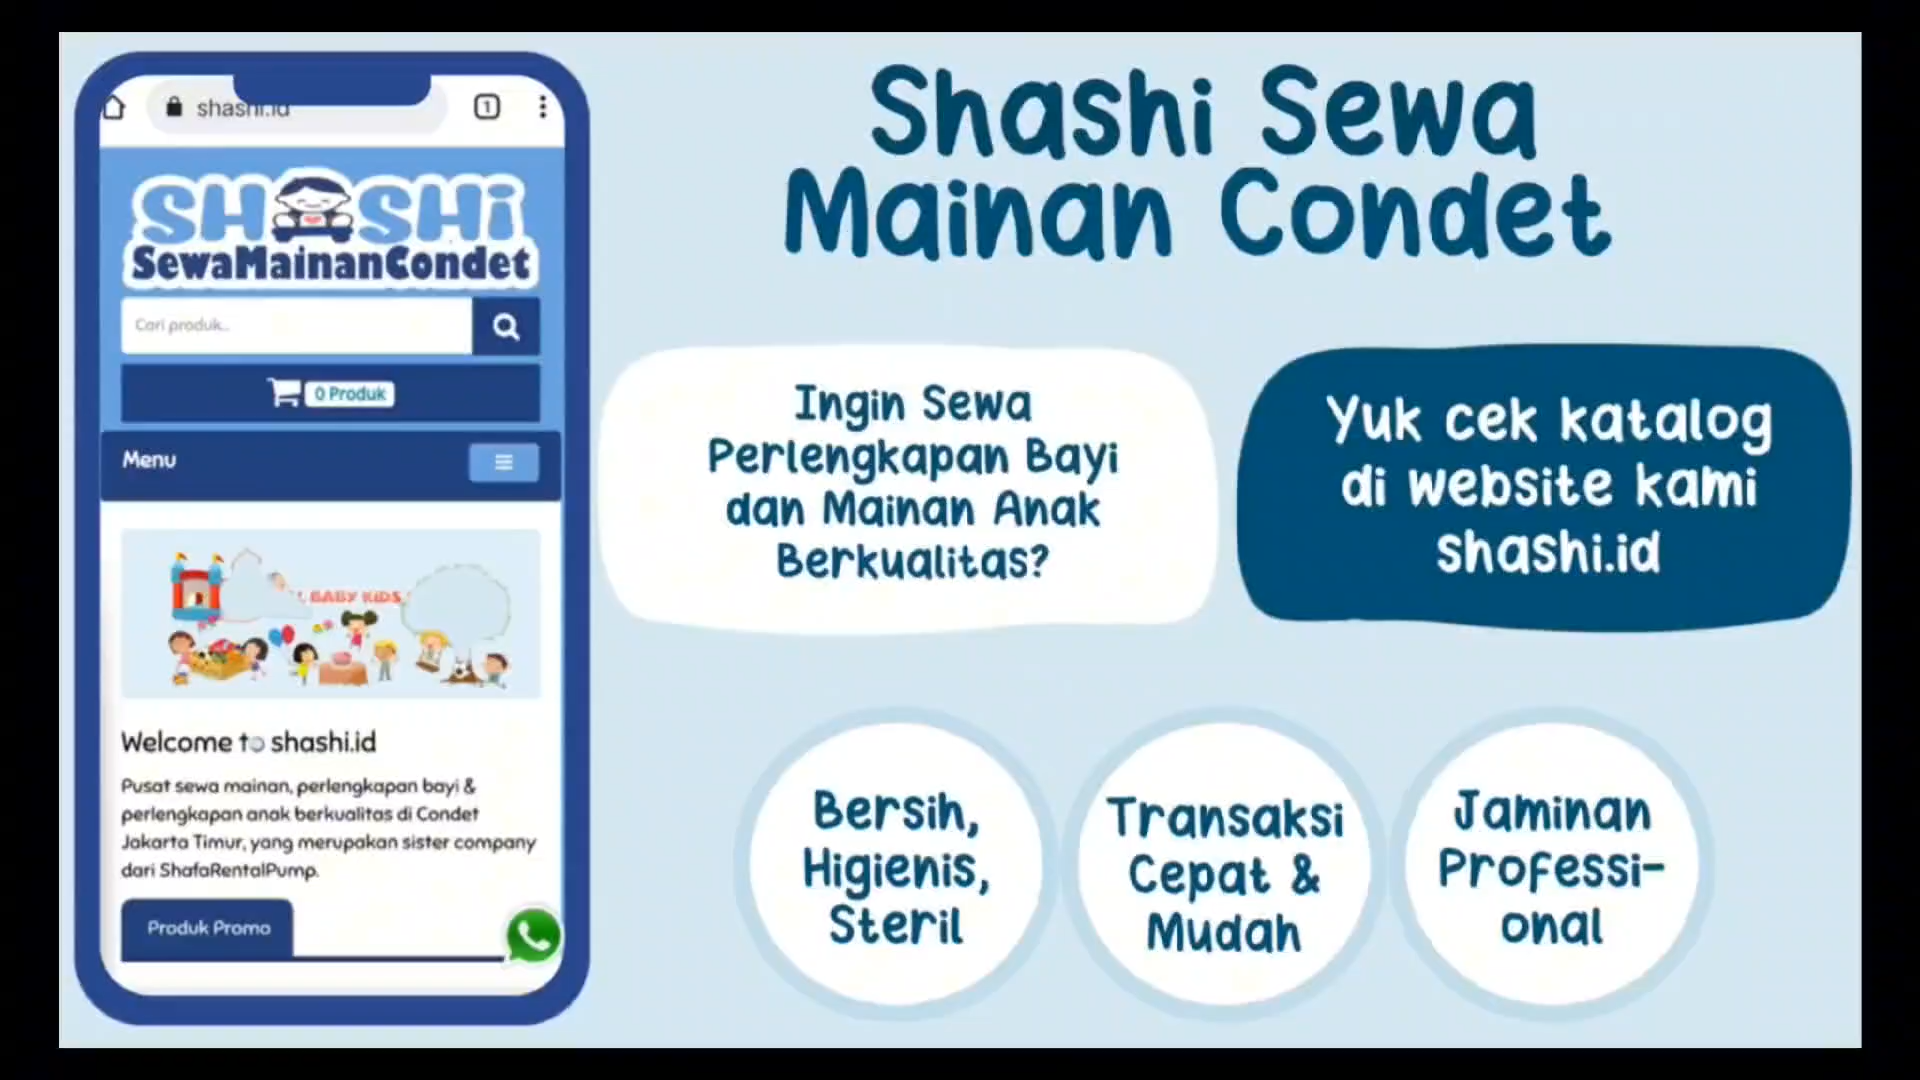 shashi.id
1
SHASHi
SewaMainanCondet
Cari produk...
0 Produk
Menu
BABY KiDS
Welcome to shashi.id
Pusat sewa mainan, perlengkapan bayi &
perlengkapan anak berkualitas di Condet
Jakarta Timur, yang merupakan sister company
dari ShafaRentalPump.
Produk Promo
Shashi Sewa
Mainan Condet
Ingin Sewa
Perlengkapan Bayi
dan Mainan Anak
Berkualitas?
Yuk cek katalog
di website kami
shashi.id
Bersih,
Higienis,
Steril
Transaksi
Cepat &
Mudah
Jaminan
Professi-
onal